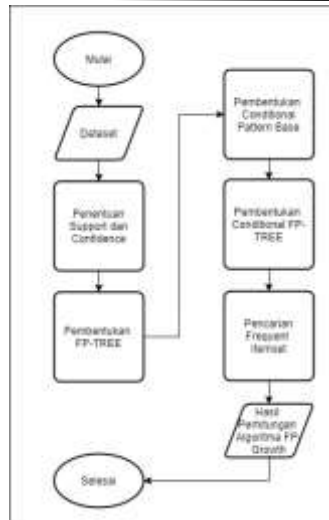 Mulai
Dataset
Penentuan
Support dan
Confidence
Pembentukan
FP-TREE
Pembentukan
Conditional
Pattern Base
Pembentukan
Conditional FP-
TREE
Pencarian
Frequent
Itemset
Hasil
Perhitungan
Algoritma FP
Growth
Selesai